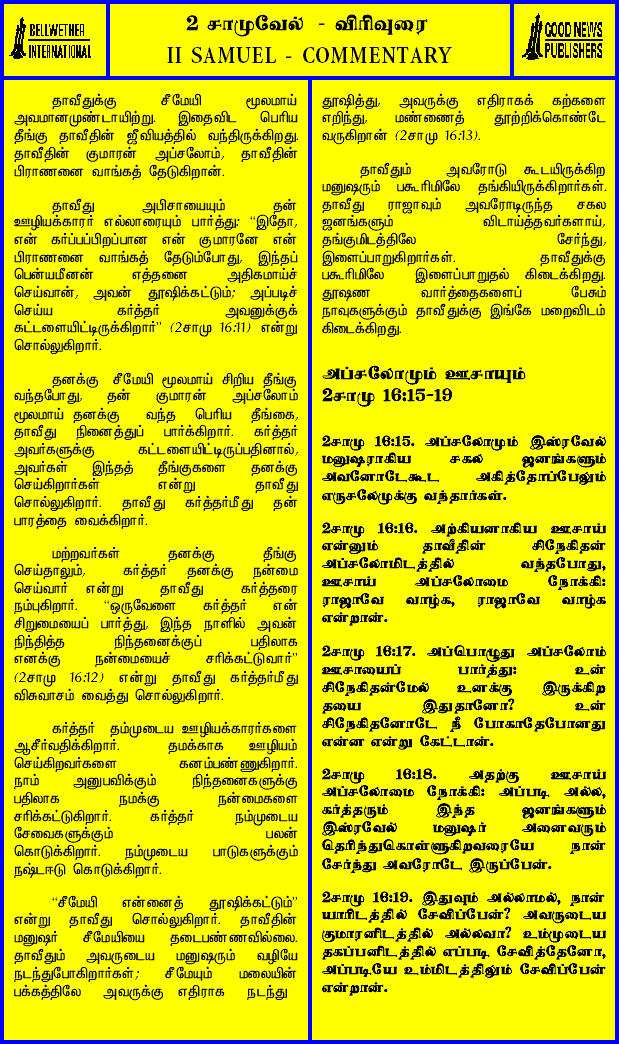 BELLWETHER
INTERNATIONAL
2 சாமுவேல் - விரிவுரை
II SAMUEL - COMMENTARY
GOOD NEWS
PUBLISHERS
தாவீதுக்கு சீமேயி மூலமாய்
அவமானமுண்டாயிற்று. இதைவிட பெரிய
தீங்கு தாவீதின் ஜீவியத்தில் வந்திருக்கிறது.
தாவீதின் குமாரன் அப்சலோம், தாவீதின்
பிராணனை வாங்கத் தேடுகிறான்.
தாவீது அபிசாயையும் தன்
ஊழியக்காரர் எல்லாரையும் பார்த்து: “இதோ,
என் கர்ப்பப்பிறப்பான என் குமாரனே என்
பிராணனை வாங்கத் தேடும்போது, இந்தப்
பென்யமீனன் எத்தனை அதிகமாய்ச்
செய்வான், அவன் தூஷிக்கட்டும்; அப்படிச்
செய்ய கர்த்தர் அவனுக்குக்
கட்டளையிட்டிருக்கிறார்” (2சாமு 16:11) என்று
சொல்லுகிறார்.
தனக்கு சீமேயி மூலமாய் சிறிய தீங்கு
வந்தபோது, தன் குமாரன் அப்சலோம்
மூலமாய் தனக்கு வந்த பெரிய தீங்கை,
தாவீது நினைத்துப் பார்க்கிறார். கர்த்தர்
அவர்களுக்கு கட்டளையிட்டிருப்பதினால்,
அவர்கள் இந்தத் தீங்குகளை தனக்கு
செய்கிறார்கள் என்று தாவீது
சொல்லுகிறார். தாவீது கர்த்தர்மீது தன்
பாரத்தை வைக்கிறார்.
மற்றவர்கள் தனக்கு தீங்கு
செய்தாலும், கர்த்தர் தனக்கு நன்மை
செய்வார் என்று தாவீது கர்த்தரை
நம்புகிறார். “ஒருவேளை கர்த்தர் என்
சிறுமையைப் பார்த்து, இந்த நாளில் அவன்
நிந்தித்த நிந்தனைக்குப் பதிலாக
எனக்கு நன்மையைச் சரிக்கட்டுவார்”
(2சாமு 16:12) என்று தாவீது கர்த்தர்மீது
விசுவாசம் வைத்து சொல்லுகிறார்.
கர்த்தர் தம்முடைய ஊழியக்காரர்களை
ஆசீர்வதிக்கிறார். தமக்காக ஊழியம்
செய்கிறவர்களை கனம்பண்ணுகிறார்.
நாம் அனுபவிக்கும் நிந்தனைகளுக்கு
பதிலாக நமக்கு நன்மைகளை
சரிக்கட்டுகிறார். கர்த்தர் நம்முடைய
சேவைகளுக்கும் பலன்
கொடுக்கிறார். நம்முடைய பாடுகளுக்கும்
நஷ்டஈடு கொடுக்கிறார்.
“சீமேயி என்னைத் தூஷிக்கட்டும்”
என்று தாவீது சொல்லுகிறார். தாவீதின்
மனுஷர் சீமேயியை தடைபண்ணவில்லை.
தாவீதும் அவருடைய மனுஷரும் வழியே
நடந்துபோகிறார்கள்; சீமேயும் மலையின்
பக்கத்திலே அவருக்கு எதிராக நடந்து
தூஷித்து, அவருக்கு எதிராகக் கற்களை
எறிந்து, மண்ணைத் தூற்றிக்கொண்டே
வருகிறான் (2சாமு 16:13).
தாவீதும் அவரோடு கூடயிருக்கிற
மனுஷரும் பகூரிமிலே தங்கியிருக்கிறார்கள்.
தாவீது ராஜாவும் அவரோடிருந்த சகல
ஜனங்களும் விடாய்த்தவர்களாய்,
தங்குமிடத்திலே சேர்ந்து,
இளைப்பாறுகிறார்கள். தாவீதுக்கு
பகூரிமிலே இளைப்பாறுதல் கிடைக்கிறது.
தூஷண வார்த்தைகளைப் பேசும்
நாவுகளுக்கும் தாவீதுக்கு இங்கே மறைவிடம்
கிடைக்கிறது.
அப்சலோமும் ஊசாயும்
2சாமு 16:15-19
2சாமு 16:15. அப்சலோமும் இஸ்ரவேல்
மனுஷராகிய சகல ஜனங்களும்
அவனோடேகூட அகித்தோப்பேலும்
எருசலேமுக்கு வந்தார்கள்.
2சாமு 16:16. அற்கியனாகிய ஊசாய்
என்னும் தாவீதின் சிநேகிதன்
அப்சலோமிடத்தில் வந்தபோது,
ஊசாய் அப்சலோமை நோக்கி:
ராஜாவே வாழ்க, ராஜாவே வாழ்க
என்றான்.
2சாமு 16:17. அப்பொழுது அப்சலோம்
ஊசாயைப் பார்த்து: உன்
சிநேகிதன்மேல் உனக்கு இருக்கிற
தயை இதுதானோ? உன்
சிநேகிதனோடே நீ போகாதேபோனது
என்ன என்று கேட்டான்.
2சாமு 16:18. அதற்கு ஊசாய்
அப்சலோமை நோக்கி: அப்படி அல்ல,
கர்த்தரும் இந்த ஜனங்களும்
இஸ்ரவேல் மனுஷர் அனைவரும்
தெரிந்துகொள்ளுகிறவரையே நான்
சேர்ந்து அவரோடே இருப்பேன்.
2சாமு 16:19. இதுவும் அல்லாமல், நான்
யாரிடத்தில் சேவிப்பேன்? அவருடைய
குமாரனிடத்தில் அல்லவா? உம்முடைய
தகப்பனிடத்தில் எப்படி சேவித்தேனோ,
அப்படியே உம்மிடத்திலும் சேவிப்பேன்
என்றான்.